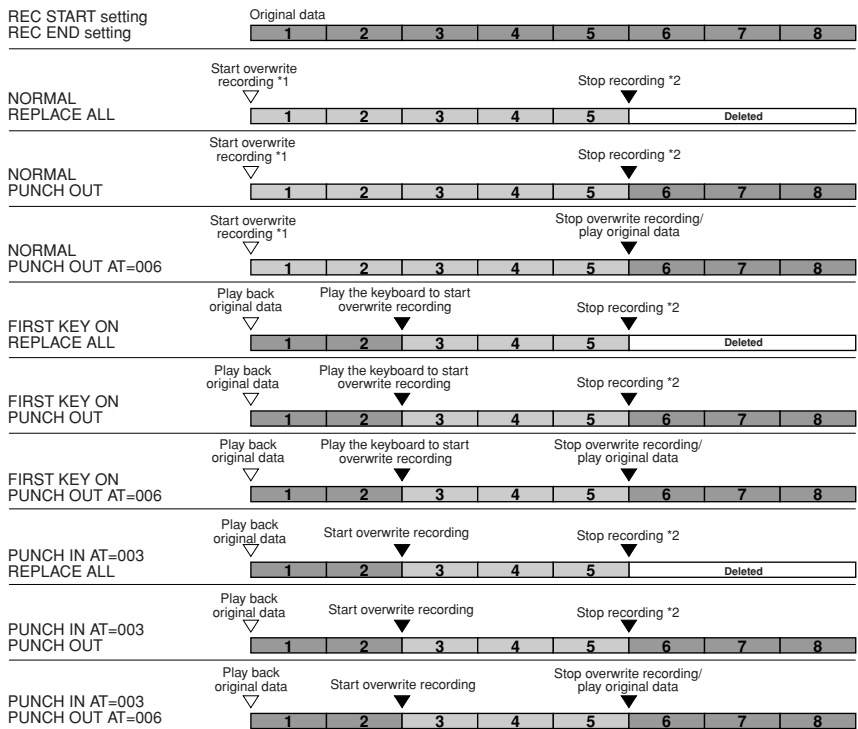 REC START setting
REC END setting
Original data
1 2 3 4 5 6 7 8
NORMAL
REPLACE ALL
Start overwrite
recording *1
Stop recording *2
1 2 3 4 5 Deleted
NORMAL
PUNCH OUT
Start overwrite
recording *1
Stop recording *2
1 2 3 4 5 6 7 8
NORMAL
PUNCH OUT AT=006
Start overwrite
recording *1
Stop overwrite recording/
play original data
1 2 3 4 5 6 7 8
FIRST KEY ON
REPLACE ALL
Play back
original data
Play the keyboard to start
overwrite recording
Stop recording *2
1 2 3 4 5 Deleted
FIRST KEY ON
PUNCH OUT
Play back
original data
Play the keyboard to start
overwrite recording
Stop recording *2
1 2 3 4 5 6 7 8
FIRST KEY ON
PUNCH OUT AT=006
Play back
original data
Play the keyboard to start
overwrite recording
Stop overwrite recording/
play original data
1 2 3 4 5 6 7 8
PUNCH IN AT=003
REPLACE ALL
Play back
original data
Start overwrite recording
Stop recording *2
1 2 3 4 5 Deleted
PUNCH IN AT=003
PUNCH OUT
Play back
original data
Start overwrite recording
Stop recording *2
1 2 3 4 5 6 7 8
PUNCH IN AT=003
PUNCH OUT AT=006
Play back
original data
Start overwrite recording
Stop overwrite recording/
play original data
1 2 3 4 5 6 7 8